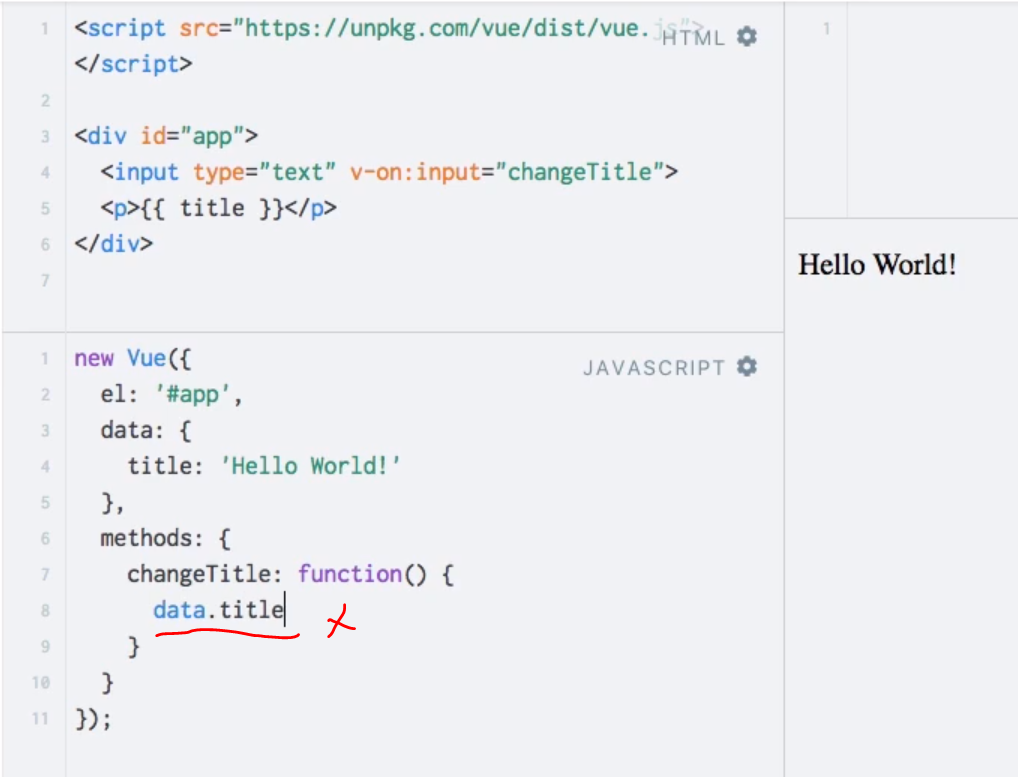 1 <script src="https://unpkg.com/vue/dist/vue.js"> HTML
</script>
2
3 <div id="app">
4   <input type="text" v-on:input="changeTitle">
5   <p>{{ title }}</p>
6 </div>
7
1 new Vue({ JAVASCRIPT
2   el: '#app',
3   data: {
4     title: 'Hello World!'
5   },
6   methods: {
7     changeTitle: function() {
8       data.title x
9     }
10   }
11 });
1
Hello World!